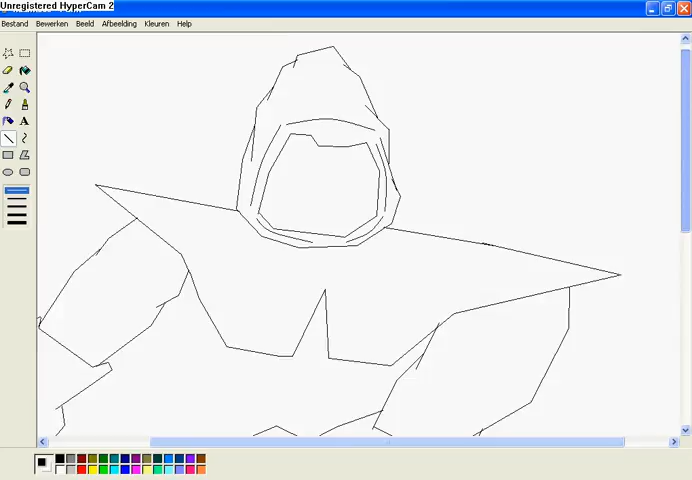 Unregistered HyperCam 2
Bestand Bewerken Beeld Afbeelding Kleuren Help
A